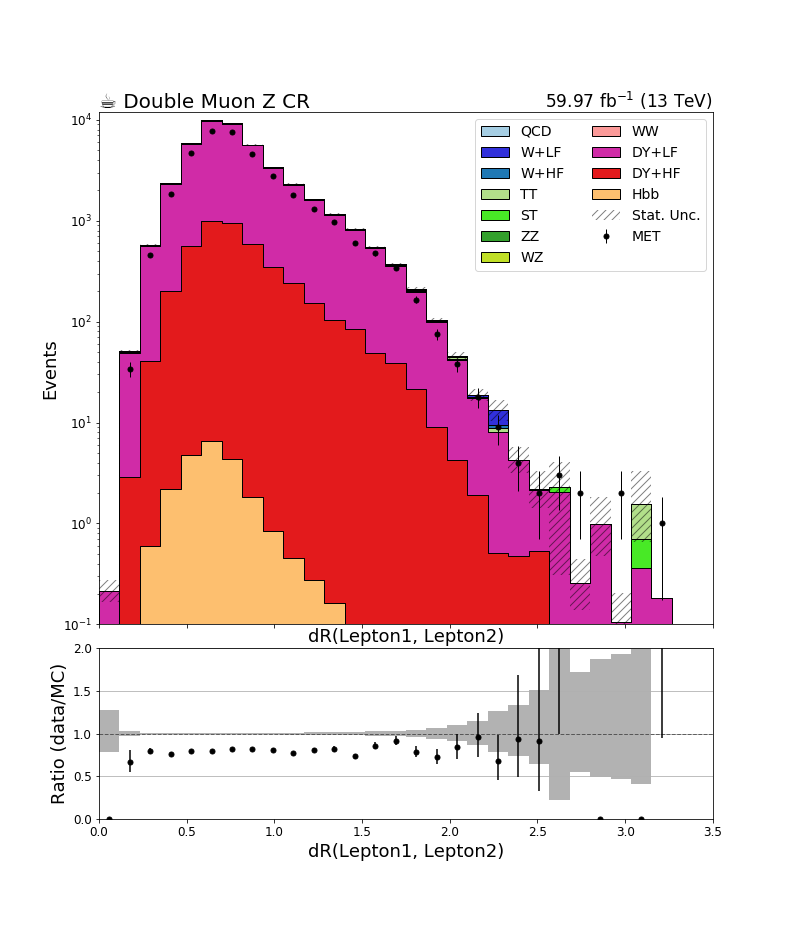 ☕ Double Muon Z CR 59.97 fb⁻¹ (13 TeV)
QCD WW
W+LF DY+LF
W+HF DY+HF
TT Hbb
ST Stat. Unc.
ZZ MET
WZ
Events
10⁴
10³
10²
10¹
10⁰
10⁻¹
dR(Lepton1, Lepton2)
Ratio (data/MC)
2.0
1.5
1.0
0.5
0.0
0.0 0.5 1.0 1.5 2.0 2.5 3.0 3.5
dR(Lepton1, Lepton2)